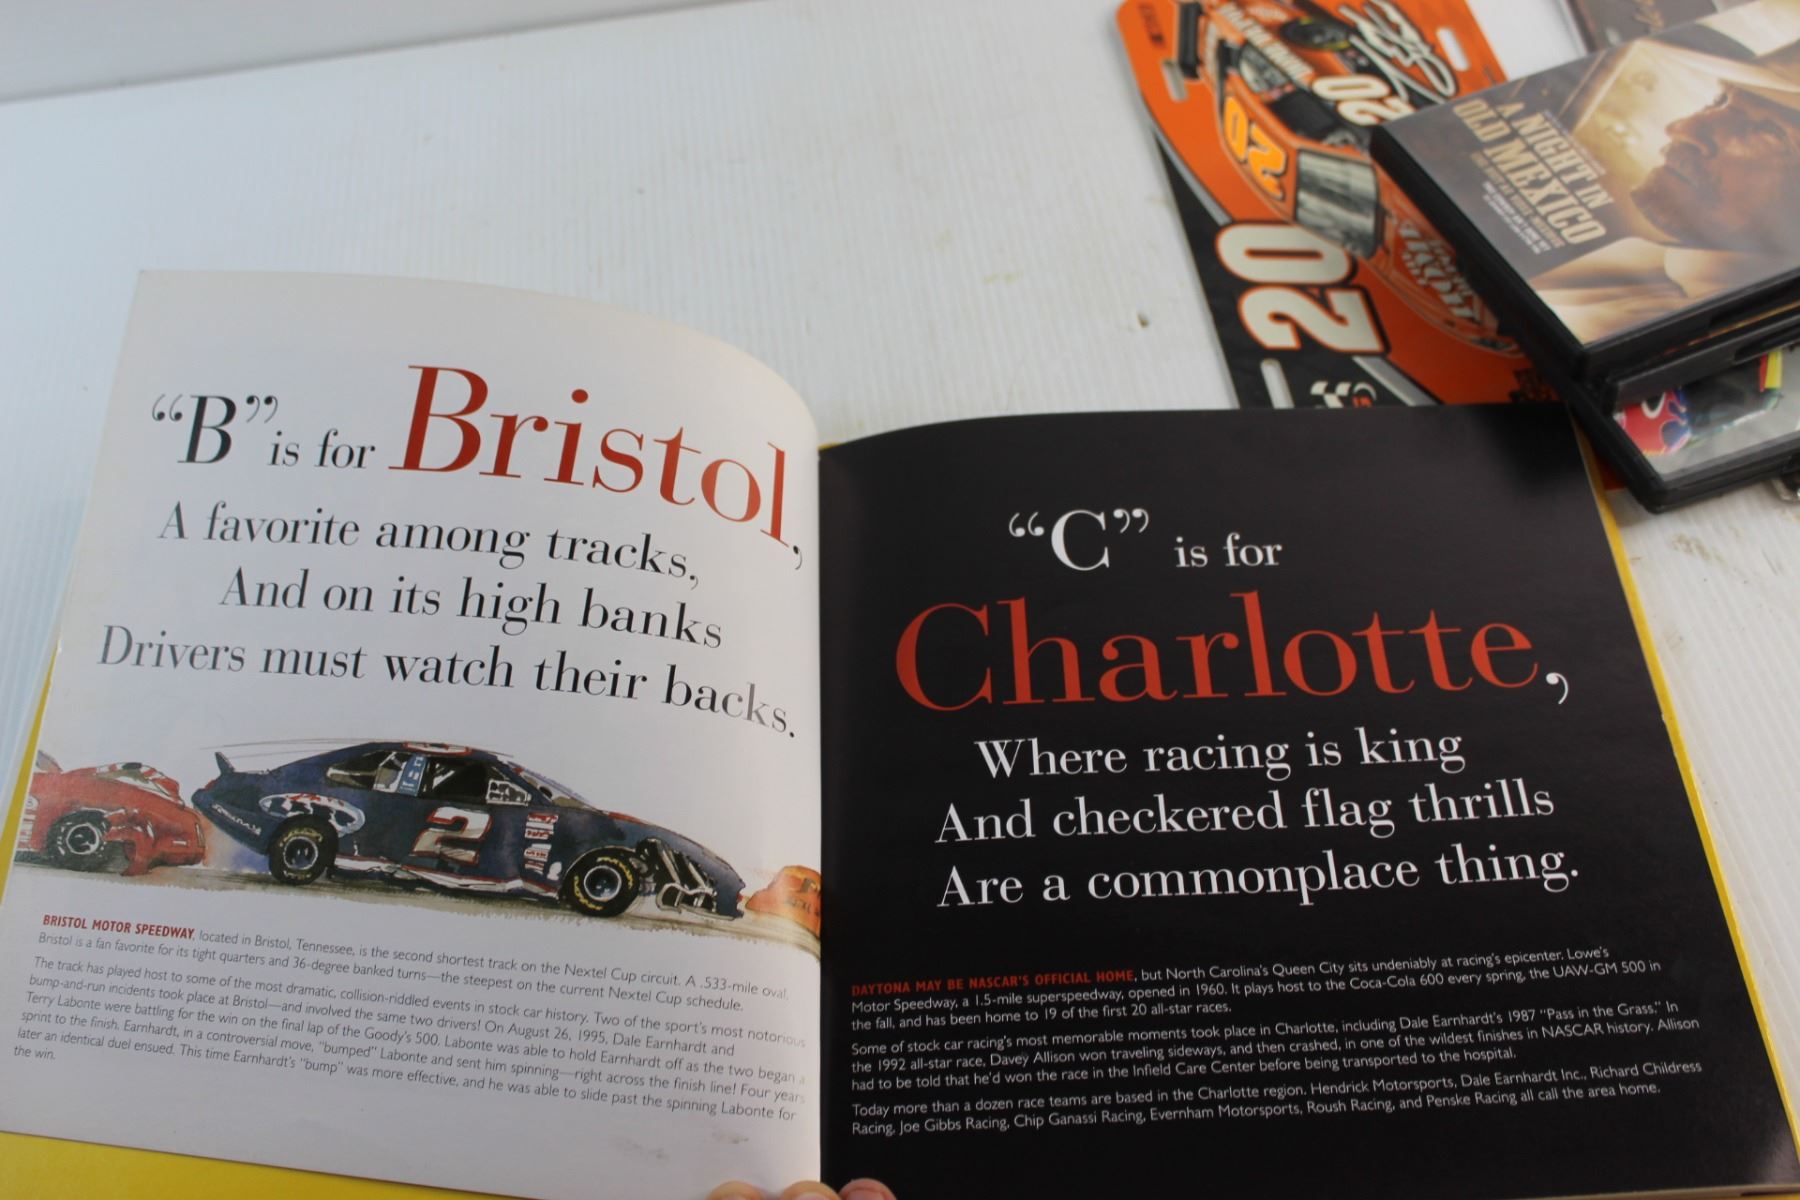 "B" is for Bristol,
A favorite among tracks,
And on its high banks
Drivers must watch their backs.
2
BRISTOL MOTOR SPEEDWAY, located in Bristol, Tennessee, is the second shortest track on the Nextel Cup circuit. A .533-mile oval,
Bristol is a fan favorite for its tight quarters and 36-degree banked turns—the steepest on the current Nextel Cup schedule.
The track has played host to some of the most dramatic, collision-riddled events in stock car history. Two of the sport's most notorious
bump-and-run incidents took place at Bristol—and involved the same two drivers! On August 26, 1995, Dale Earnhardt and
Terry Labonte were battling for the win on the final lap of the Goody's 500. Labonte was able to hold Earnhardt off as the two began a
sprint to the finish. Earnhardt, in a controversial move, "bumped" Labonte and sent him spinning—right across the finish line! Four years
later an identical duel ensued. This time Earnhardt's "bump" was more effective, and he was able to slide past the spinning Labonte for
the win.
"C" is for
Charlotte,
Where racing is king
And checkered flag thrills
Are a commonplace thing.
DAYTONA MAY BE NASCAR'S OFFICIAL HOME, but North Carolina's Queen City sits undeniably at racing's epicenter. Lowe's
Motor Speedway, a 1.5-mile superspeedway, opened in 1960. It plays host to the Coca-Cola 600 every spring, the UAW-GM 500 in
the fall, and has been home to 19 of the first 20 all-star races.
Some of stock car racing's most memorable moments took place in Charlotte, including Dale Earnhardt's 1987 "Pass in the Grass." In
the 1992 all-star race, Davey Allison won traveling sideways, and then crashed, in one of the wildest finishes in NASCAR history. Allison
had to be told that he'd won the race in the Infield Care Center before being transported to the hospital.
Today more than a dozen race teams are based in the Charlotte region. Hendrick Motorsports, Dale Earnhardt Inc., Richard Childress
Racing, Joe Gibbs Racing, Chip Ganassi Racing, Evernham Motorsports, Roush Racing, and Penske Racing all call the area home.
20
20
20
A NIGHT IN
OLD MEXICO